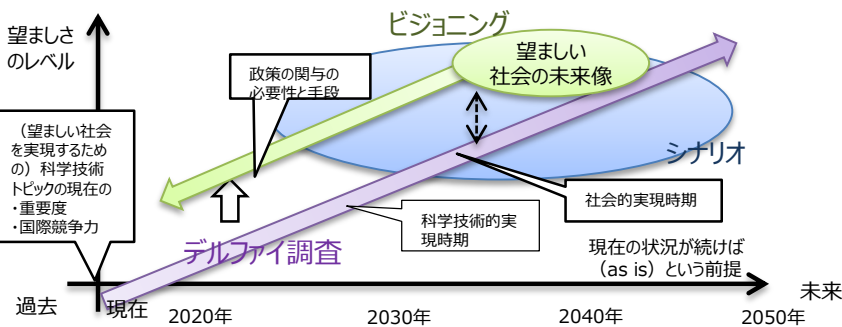 望ましさ
のレベル
ビジョニング
望ましい
社会の未来像
政策の関与の
必要性と手段
（望ましい社会
を実現するため
の）科学技術
トピックの現在の
・重要度
・国際競争力
シナリオ
社会的実現時期
科学技術的実
現時期
デルファイ調査
現在の状況が続けば
（as is）という前提
過去
現在
2020年
2030年
2040年
2050年
未来